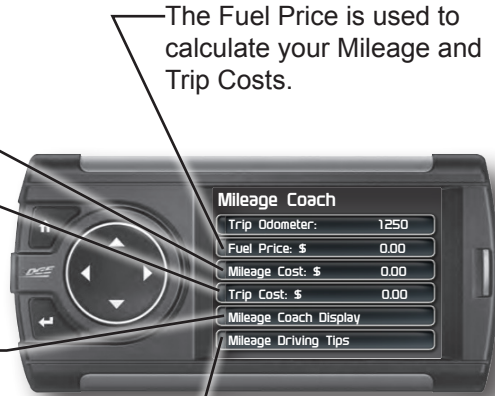 The Fuel Price is used to
calculate your Mileage and
Trip Costs.
Mileage Coach
Trip Odometer: 1250
Fuel Price: $ 0.00
Mileage Cost: $ 0.00
Trip Cost: $ 0.00
Mileage Coach Display
Mileage Driving Tips